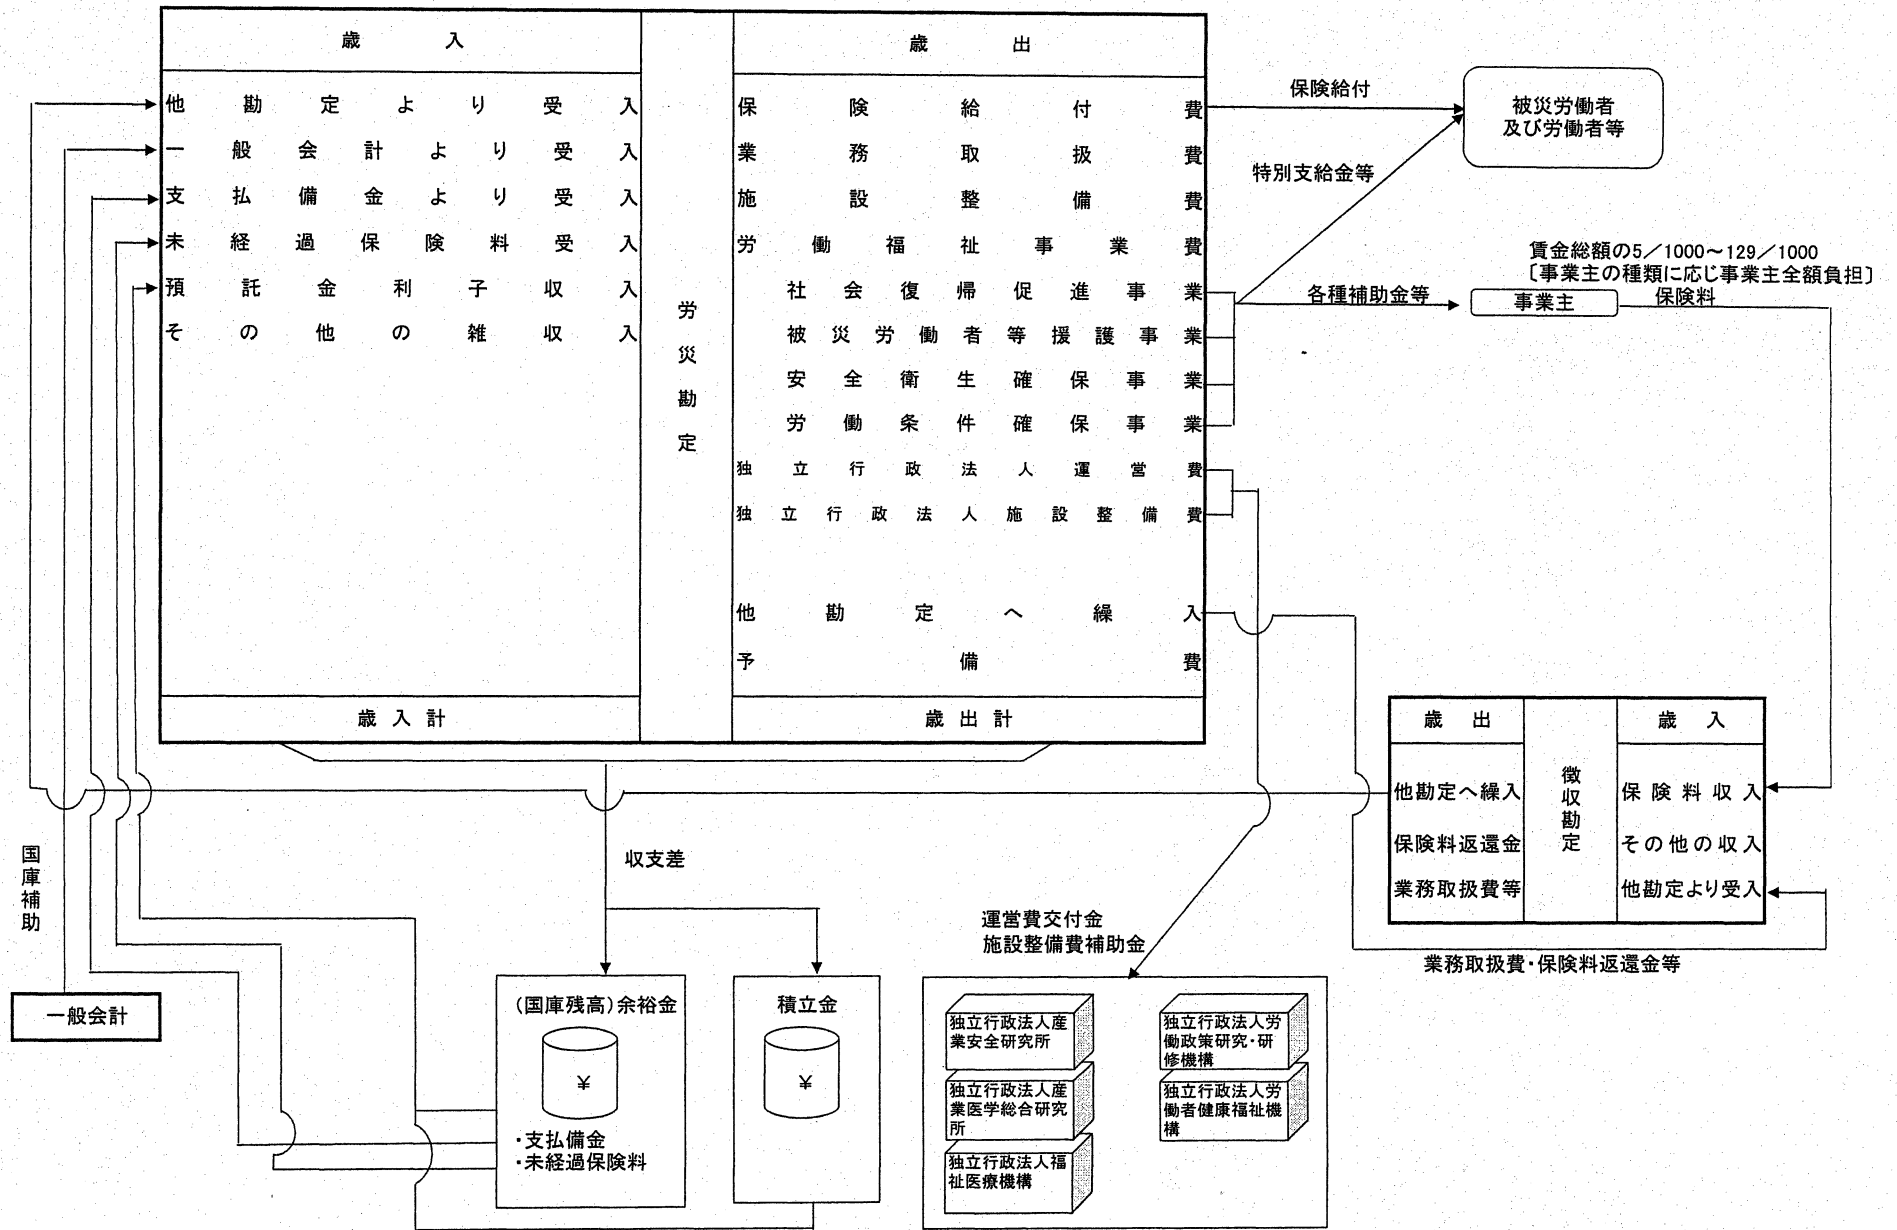 歳入
他勘定より受入
一般会計より受入
支払備金より受入
未経過保険料受入
預託金利子収入
その他の雑収入
歳入計
労災勘定
歳出
保険給付費
業務取扱費
施設整備費
労働福祉事業費
社会復帰促進事業
被災労働者等援護事業
安全衛生確保事業
労働条件確保事業
独立行政法人運営費
独立行政法人施設整備費
他勘定へ繰入
予備費
歳出計
保険給付
被災労働者
及び労働者等
特別支給金等
賃金総額の5/1000~129/1000
〔事業主の種類に応じ事業主全額負担〕
各種補助金等
事業主
保険料
歳出
他勘定へ繰入
保険料返還金
業務取扱費等
徴収勘定
歳入
保険料収入
その他の収入
他勘定より受入
業務取扱費・保険料返還金等
国庫補助
一般会計
収支差
(国庫残高)余裕金
¥
・支払備金
・未経過保険料
積立金
¥
運営費交付金
施設整備費補助金
独立行政法人産
業安全研究所
独立行政法人産
業医学総合研究
所
独立行政法人福
祉医療機構
独立行政法人労
働政策研究・研
修機構
独立行政法人労
働者健康福祉機
構